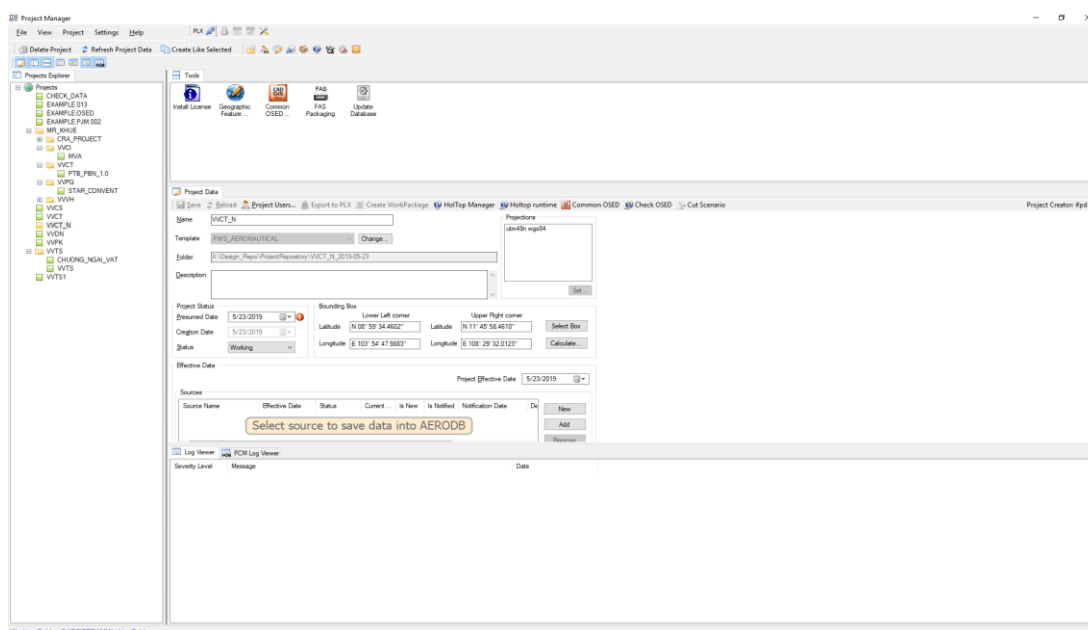 Project Manager
File View Project Settings Help PLX
Delete Project Refresh Project Data Create Like Selected
PCM
Projects Explorer
Projects
CHECK_DATA
EXAMPLE.013
EXAMPLE.OSED
EXAMPLE.PJM.002
MR_KHUE
CRA_PROJECT
VVCI
MVA
VVCT
PTB_PBN_1.0
VVPQ
STAR_CONVENT
VVVH
VVCS
VVCT
VVCT_N
VVDN
VVPK
VVTS
CHUONG_NGAI_VAT
VVTS
VVTS1
Tools
CAD
GIS
FAS
Install License
Geographic Feature ...
Common OSED ...
FAS Packaging
Update Database
Project Data
Save Reload Project Users... Export to PLX Create WorkPackage HolTop Manager Holtop runtime Common OSED Check OSED Cut Scenario Project Creator: ifpd
Name VVCT_N
Template PWS_AERONAUTICAL Change...
Folder X:\Design_Repo\ProjectRepository\VVCT_N_2019-05-23
Description
Projections
utm48n wgs84
Set...
Project Status
Presumed Date 5/23/2019
Creation Date 5/23/2019
Status Working
Bounding Box
Lower Left corner Upper Right corner
Latitude N 08° 59' 34.4602" Latitude N 11° 45' 58.4610" Select Box
Longitude E 103° 54' 47.9883" Longitude E 108° 29' 32.0123" Calculate...
Effective Date
Project Effective Date 5/23/2019
Sources
Source Name Effective Date Status Current ... Is New Is Notified Notification Date De
New
Select source to save data into AERODB
Add
Remove
Log Viewer PCM PCM Log Viewer
Severity Level Message Date